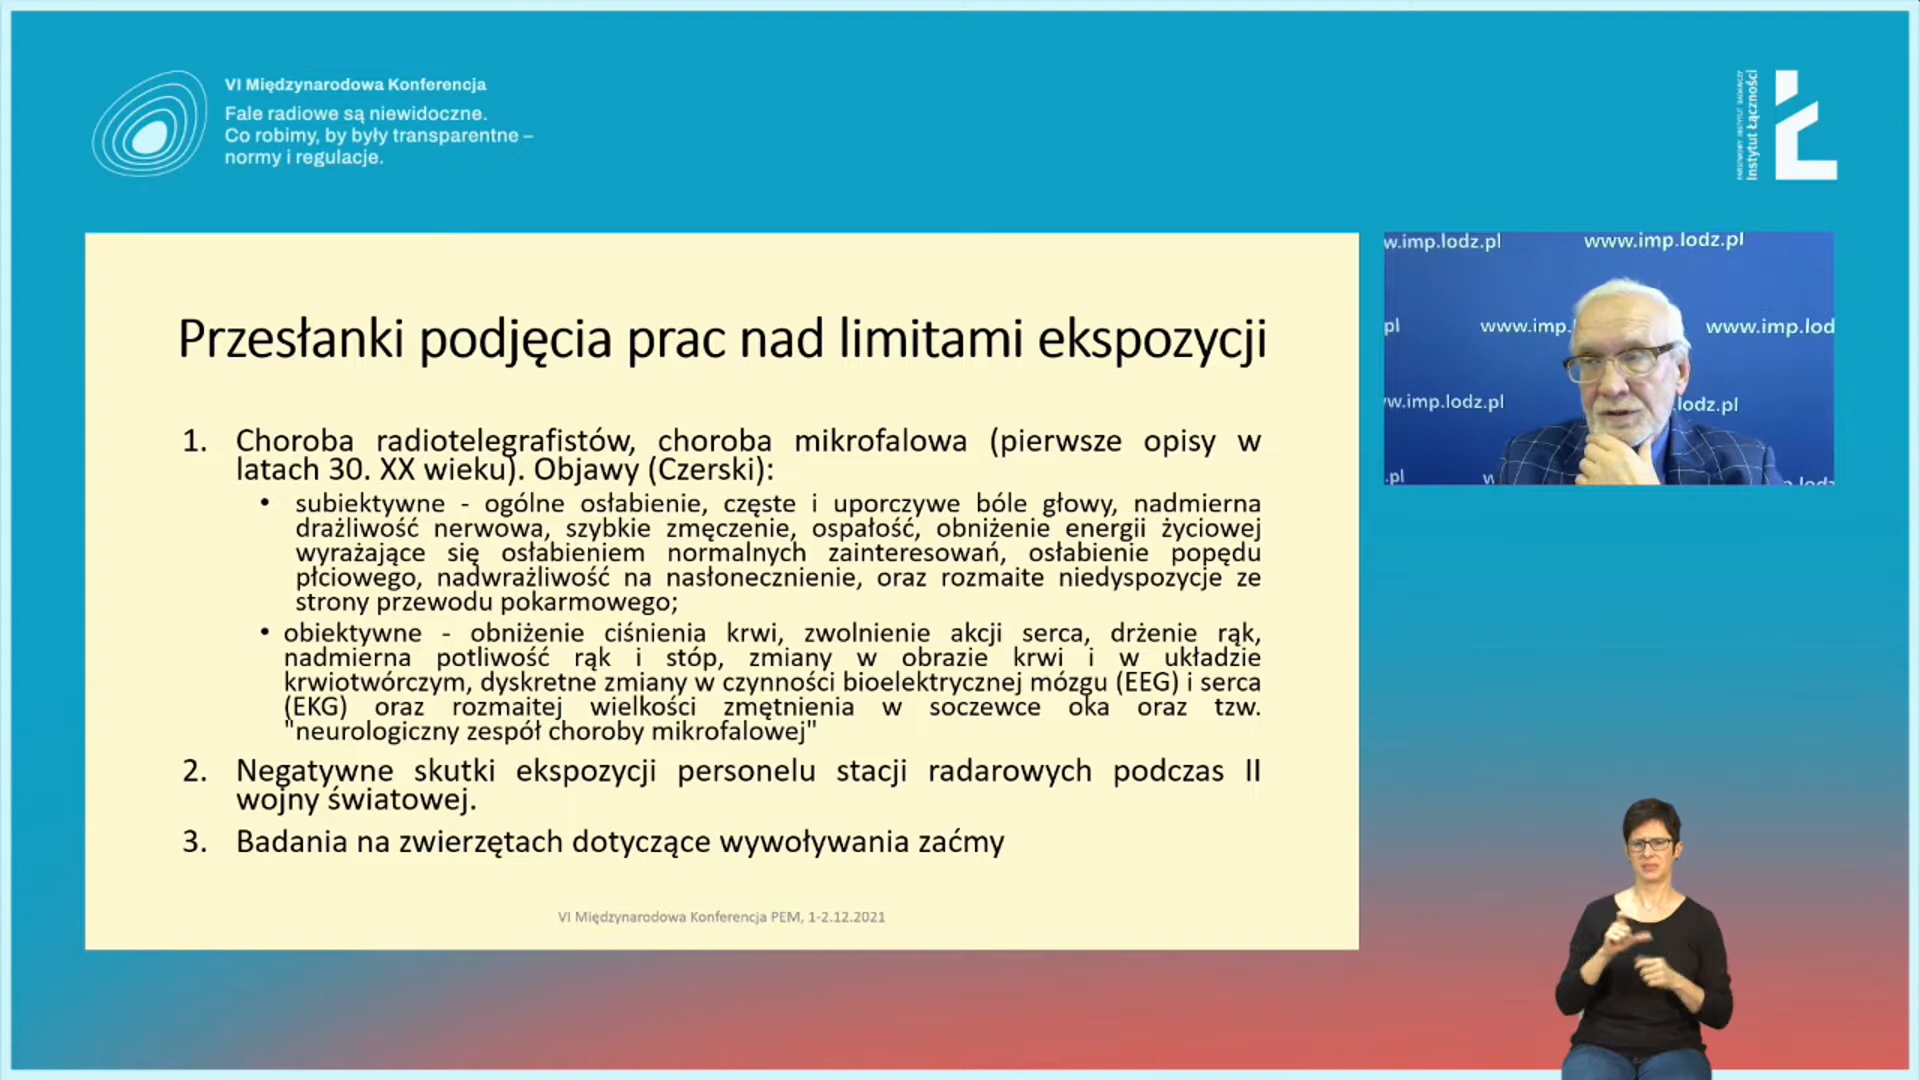 VI Międzynarodowa Konferencja
Fale radiowe są niewidoczne.
Co robimy, by były transparentne –
normy i regulacje.
PAŃSTWOWY INSTYTUT BADAWCZY
Instytut Łączności
Ł
Przesłanki podjęcia prac nad limitami ekspozycji
1. Choroba radiotelegrafistów, choroba mikrofalowa (pierwsze opisy w
latach 30. XX wieku). Objawy (Czerski):
• subiektywne - ogólne osłabienie, częste i uporczywe bóle głowy, nadmierna
drażliwość nerwowa, szybkie zmęczenie, ospałość, obniżenie energii życiowej
wyrażające się osłabieniem normalnych zainteresowań, osłabienie popędu
płciowego, nadwrażliwość na nasłonecznienie, oraz rozmaite niedyspozycje ze
strony przewodu pokarmowego;
• obiektywne - obniżenie ciśnienia krwi, zwolnienie akcji serca, drżenie rąk,
nadmierna potliwość rąk i stóp, zmiany w obrazie krwi i w układzie
krwiotwórczym, dyskretne zmiany w czynności bioelektrycznej mózgu (EEG) i serca
(EKG) oraz rozmaitej wielkości zmętnienia w soczewce oka oraz tzw.
"neurologiczny zespół choroby mikrofalowej"
2. Negatywne skutki ekspozycji personelu stacji radarowych podczas II
wojny światowej.
3. Badania na zwierzętach dotyczące wywoływania zaćmy
VI Międzynarodowa Konferencja PEM, 1-2.12.2021
w.imp.lodz.pl www.imp.lodz.pl
pl www.imp. www.imp.lod
w.imp.lodz.pl lodz.pl
.pl w .lodz